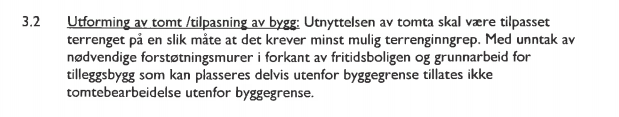 3.2 Utforming av tomt /tilpasning av bygg: Utnyttelsen av tomta skal være tilpasset
terrenget på en slik måte at det krever minst mulig terrenginngrep. Med unntak av
nødvendige forstøtningsmurer i forkant av fritidsboligen og grunnarbeid for
tilleggsbygg som kan plasseres delvis utenfor byggegrense tillates ikke
tomtebearbeidelse utenfor byggegrense.